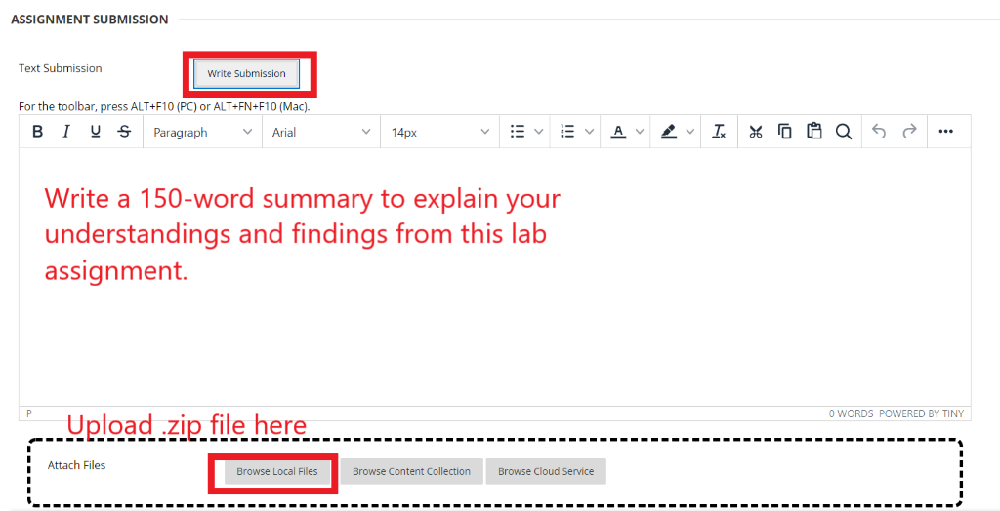 ASSIGNMENT SUBMISSION
Text Submission
Write Submission
For the toolbar, press ALT+F10 (PC) or ALT+FN+F10 (Mac).
B I U S Paragraph Arial 14px A A
Write a 150-word summary to explain your
understandings and findings from this lab
assignment.
P 0 WORDS POWERED BY TINY
Upload .zip file here
Attach Files
Browse Local Files Browse Content Collection Browse Cloud Service